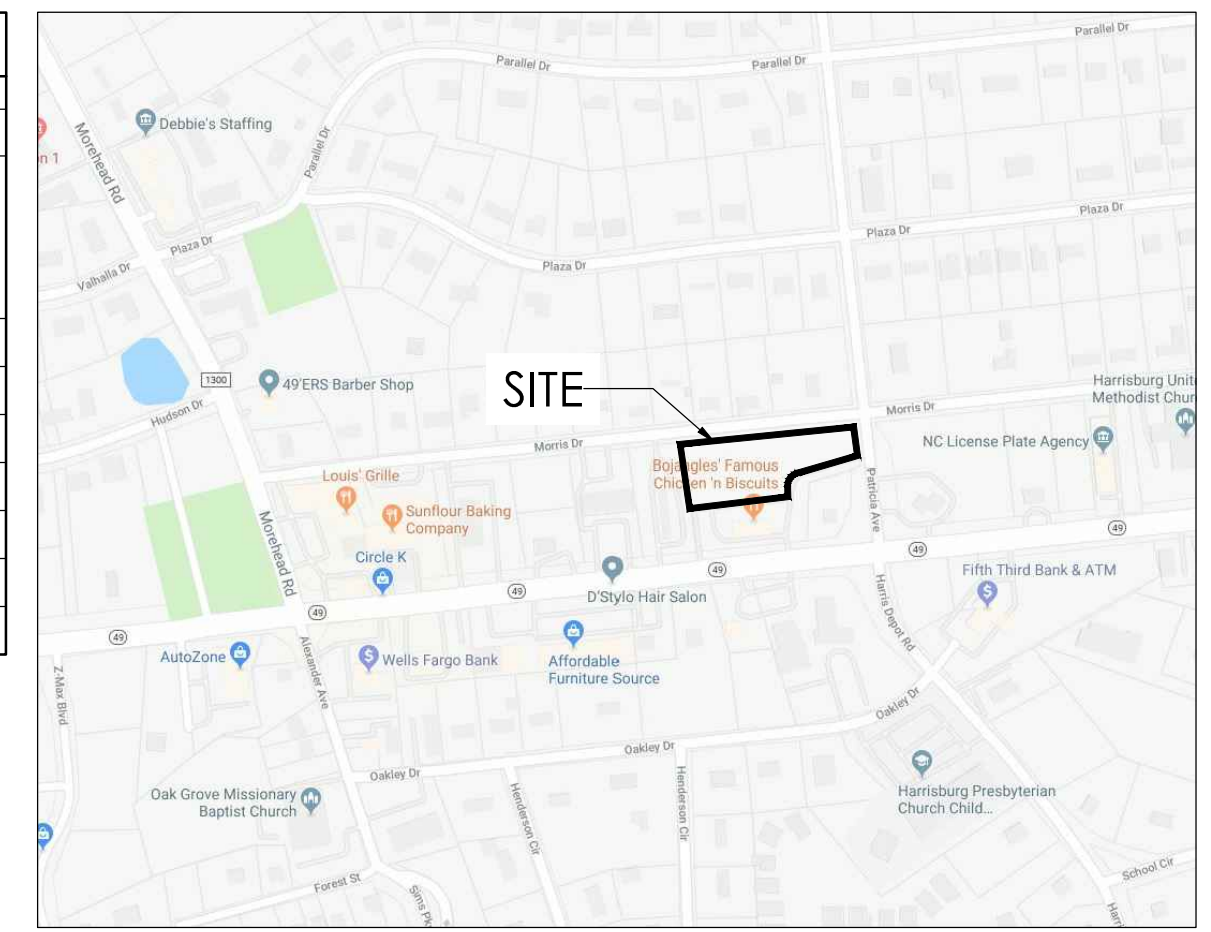 Parallel Dr
Parallel Dr
Parallel Dr
Debbie's Staffing
Morehead Rd
n 1
Parallel Dr
Plaza Dr
Plaza Dr
Plaza Dr
Valhalla Dr
Plaza Dr
1300
49'ERS Barber Shop
SITE
Harrisburg Unit
Methodist Chur
Hudson Dr
Morris Dr
Morris Dr
NC License Plate Agency
Louis' Grille
Bojangles' Famous
Chicken 'n Biscuits
Sunflour Baking
Company
Patricia Ave
Morehead Rd
49
Circle K
49
49
Fifth Third Bank & ATM
49
D'Stylo Hair Salon
49
49
Harris Depot Rd
AutoZone
Alexander Ave
Wells Fargo Bank
Affordable
Furniture Source
Z-Max Blvd
Oakley Dr
Oakley Dr
Oakley Dr
Henderson Cir
Henderson Cir
Oak Grove Missionary
Baptist Church
Harrisburg Presbyterian
Church Child...
Forest St
Sims Pk
School Cir
Harri